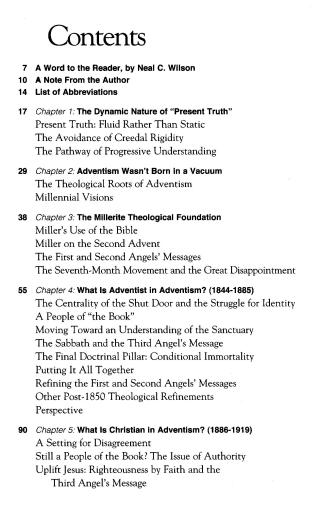 Contents
7 A Word to the Reader, by Neal C. Wilson
10 A Note From the Author
14 List of Abbreviations
17 Chapter 1: The Dynamic Nature of "Present Truth"
Present Truth: Fluid Rather Than Static
The Avoidance of Creedal Rigidity
The Pathway of Progressive Understanding
29 Chapter 2: Adventism Wasn't Born in a Vacuum
The Theological Roots of Adventism
Millennial Visions
38 Chapter 3: The Millerite Theological Foundation
Miller's Use of the Bible
Miller on the Second Advent
The First and Second Angels' Messages
The Seventh-Month Movement and the Great Disappointment
55 Chapter 4: What Is Adventist in Adventism? (1844-1885)
The Centrality of the Shut Door and the Struggle for Identity
A People of "the Book"
Moving Toward an Understanding of the Sanctuary
The Sabbath and the Third Angel's Message
The Final Doctrinal Pillar: Conditional Immortality
Putting It All Together
Refining the First and Second Angels' Messages
Other Post-1850 Theological Refinements
Perspective
90 Chapter 5: What Is Christian in Adventism? (1886-1919)
A Setting for Disagreement
Still a People of the Book? The Issue of Authority
Uplift Jesus: Righteousness by Faith and the
Third Angel's Message